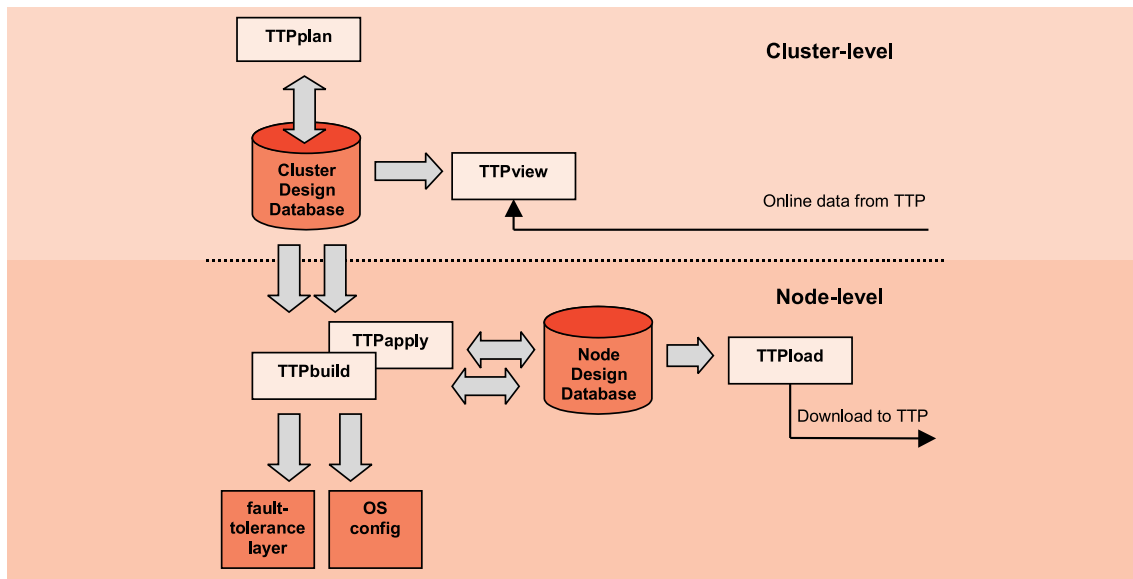 TTPplan
Cluster-level
Cluster
Design
Database
TTPview
Online data from TTP
Node-level
TTPapply
TTPbuild
Node
Design
Database
TTPload
Download to TTP
fault-
tolerance
layer
OS
config